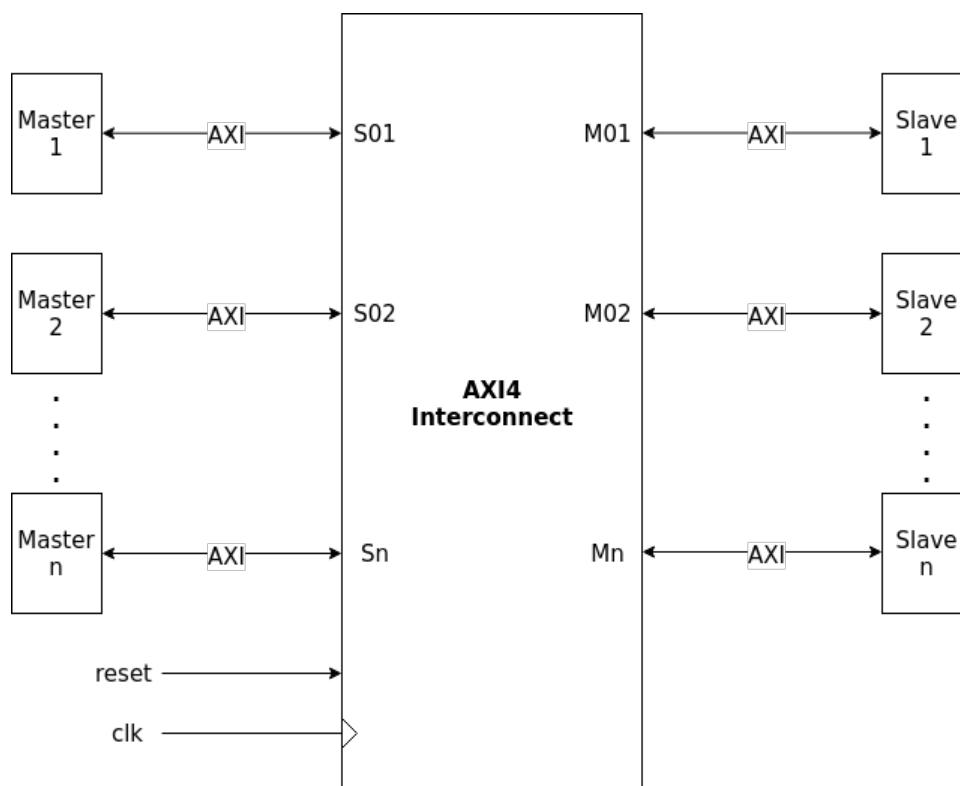 Master
1
AXI
S01
M01
AXI
Slave
1
Master
2
AXI
S02
M02
AXI
Slave
2
AXI4
Interconnect
Master
n
AXI
Sn
Mn
AXI
Slave
n
reset
clk